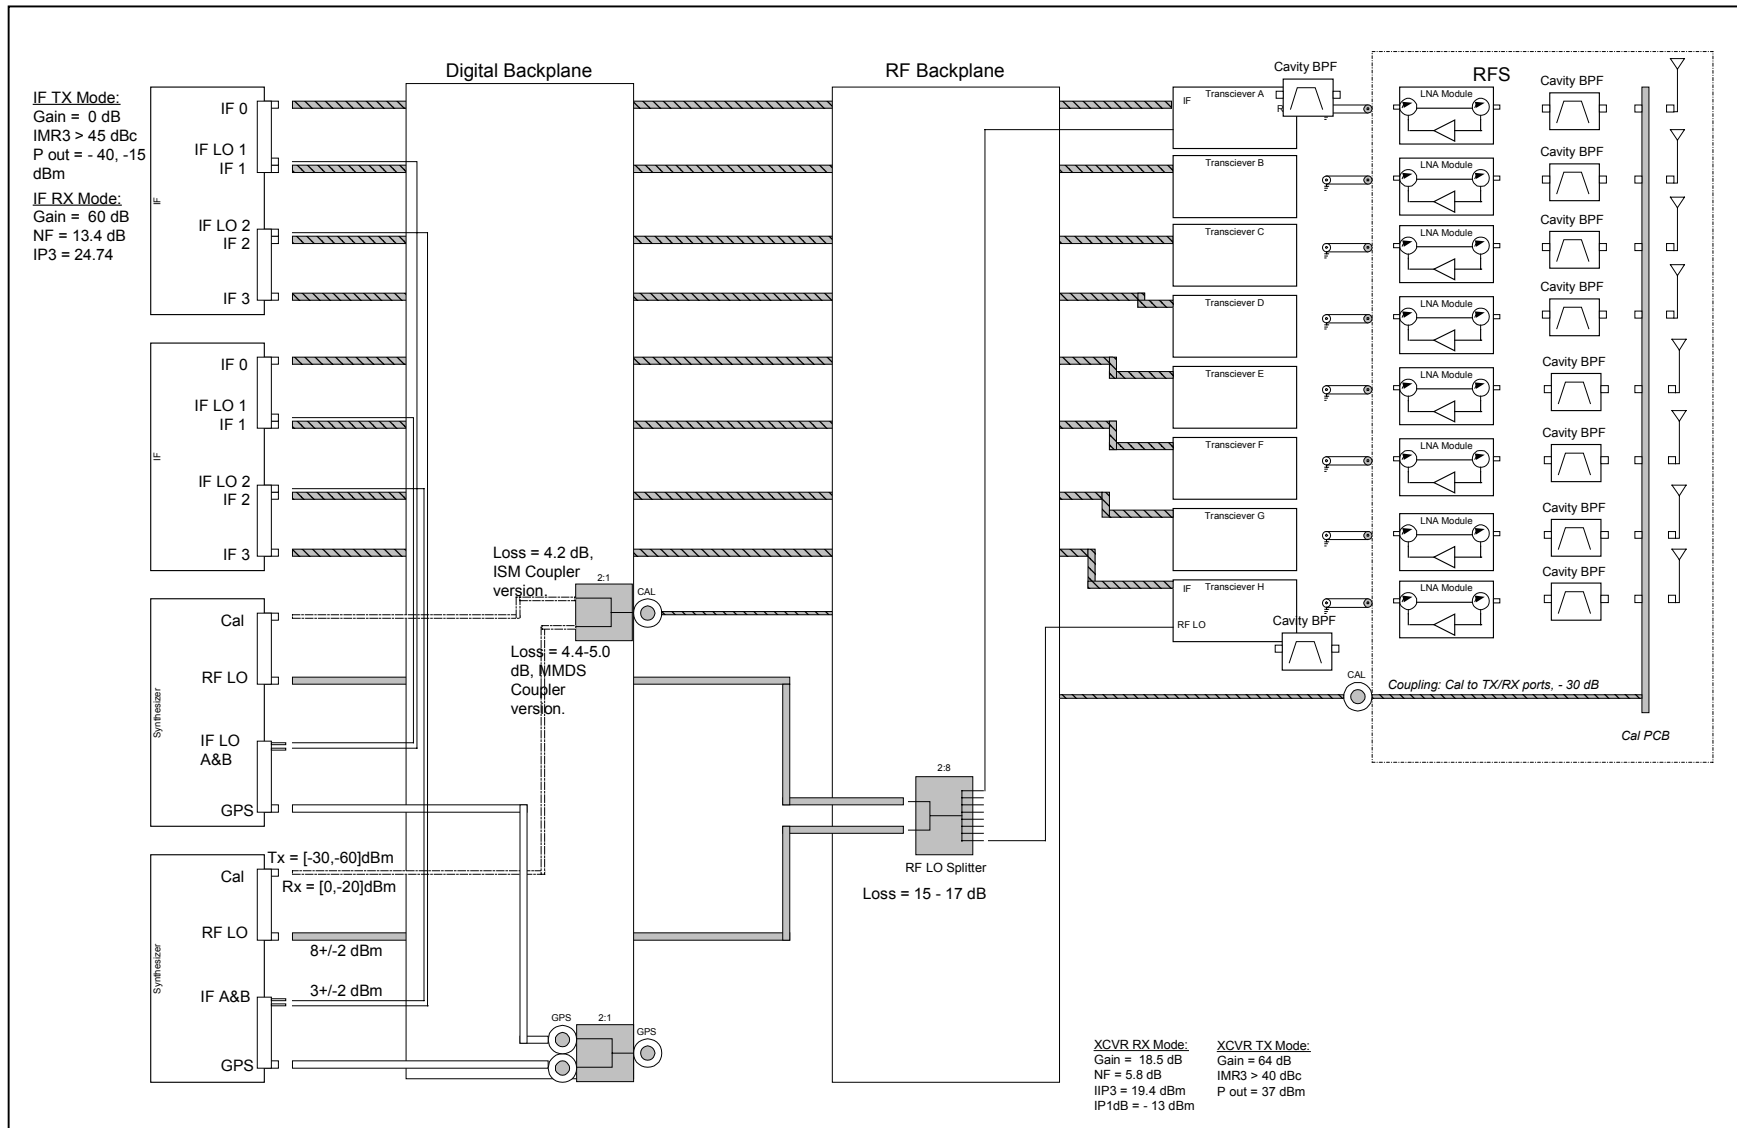 Digital Backplane
RF Backplane
RFS
IF TX Mode:
Gain =  0 dB
IMR3 > 45 dBc
P out = - 40, -15
dBm
IF RX Mode:
Gain =  60 dB
NF = 13.4 dB
IP3 = 24.74
IF
IF 0
IF LO 1
IF 1
IF LO 2
IF 2
IF 3
IF
IF 0
IF LO 1
IF 1
IF LO 2
IF 2
IF 3
Synthesizer
Cal
RF LO
IF LO
A&B
GPS
Synthesizer
Cal
RF LO
IF A&B
GPS
Tx = [-30,-60]dBm
Rx = [0,-20]dBm
8+/-2 dBm
3+/-2 dBm
Loss = 4.2 dB,
ISM Coupler
version.
2:1
CAL
Loss = 4.4-5.0
dB, MMDS
Coupler
version.
GPS
2:1
GPS
2:8
RF LO Splitter
Loss = 15 - 17 dB
Cavity BPF
Transciever A
IF
R
Transciever B
Transciever C
Transciever D
Transciever E
Transciever F
Transciever G
Transciever H
IF
RF LO
Cavity BPF
LNA Module
Cavity BPF
LNA Module
Cavity BPF
LNA Module
Cavity BPF
LNA Module
Cavity BPF
LNA Module
Cavity BPF
LNA Module
Cavity BPF
LNA Module
Cavity BPF
LNA Module
Cavity BPF
CAL
Coupling: Cal to TX/RX ports, - 30 dB
Cal PCB
XCVR RX Mode:
Gain =  18.5 dB
NF = 5.8 dB
IIP3 = 19.4 dBm
IP1dB = - 13 dBm
XCVR TX Mode:
Gain = 64 dB
IMR3 > 40 dBc
P out = 37 dBm